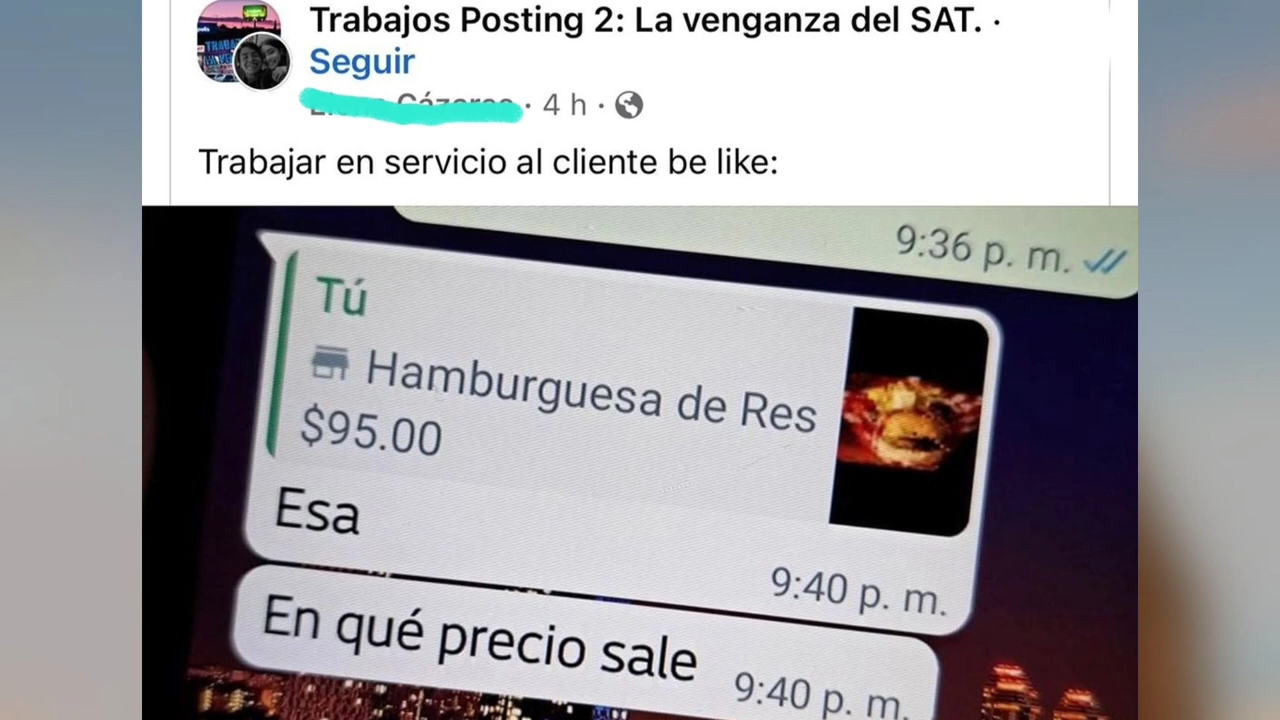 Trabajos Posting 2: La venganza del SAT. ·
Seguir
· 4 h ·
Trabajar en servicio al cliente be like:
9:36 p. m.
Tú
Hamburguesa de Res
$95.00
Esa
9:40 p. m.
En qué precio sale
9:40 p. m.